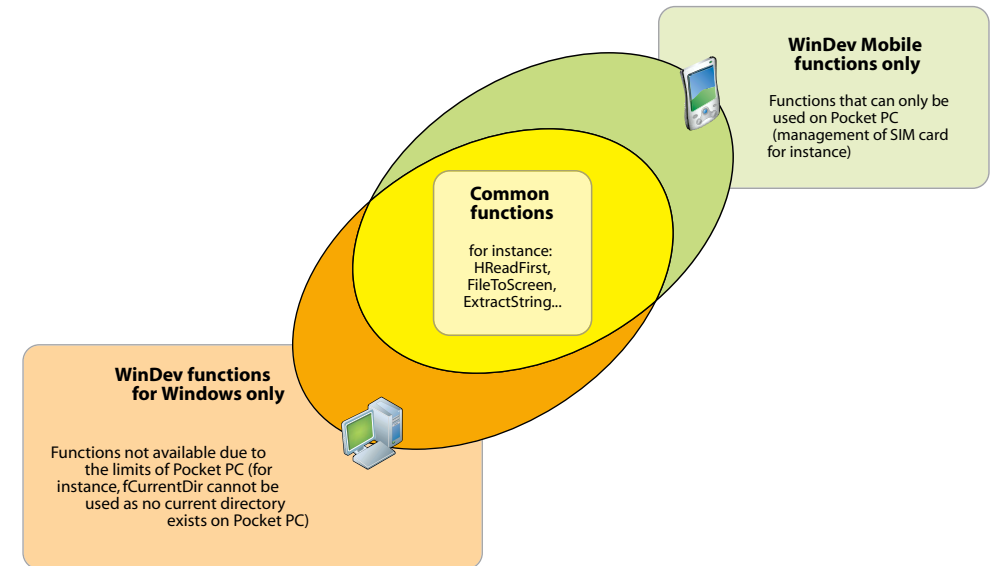 WinDev Mobile
functions only
Functions that can only be
used on Pocket PC
(management of SIM card
for instance)
Common
functions
for instance:
HReadFirst,
FileToScreen,
ExtractString...
WinDev functions
for Windows only
Functions not available due to
the limits of Pocket PC (for
instance, fCurrentDir cannot be
used as no current directory
exists on Pocket PC)